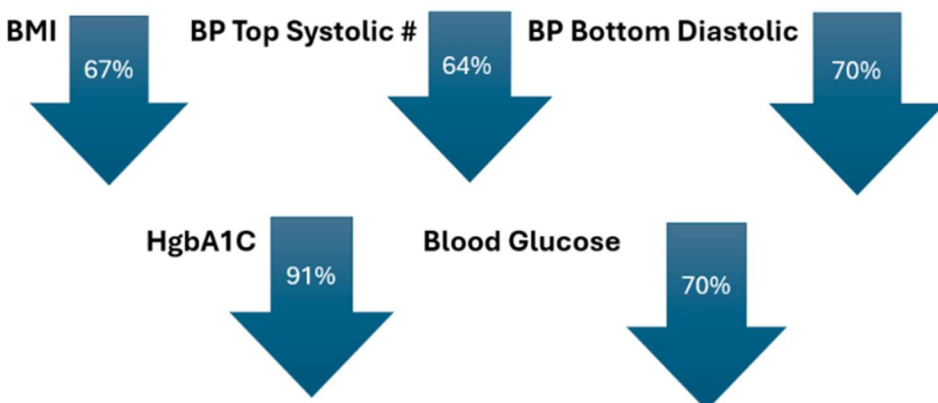 BMI
67%
BP Top Systolic #
64%
BP Bottom Diastolic
70%
HgbA1C
91%
Blood Glucose
70%